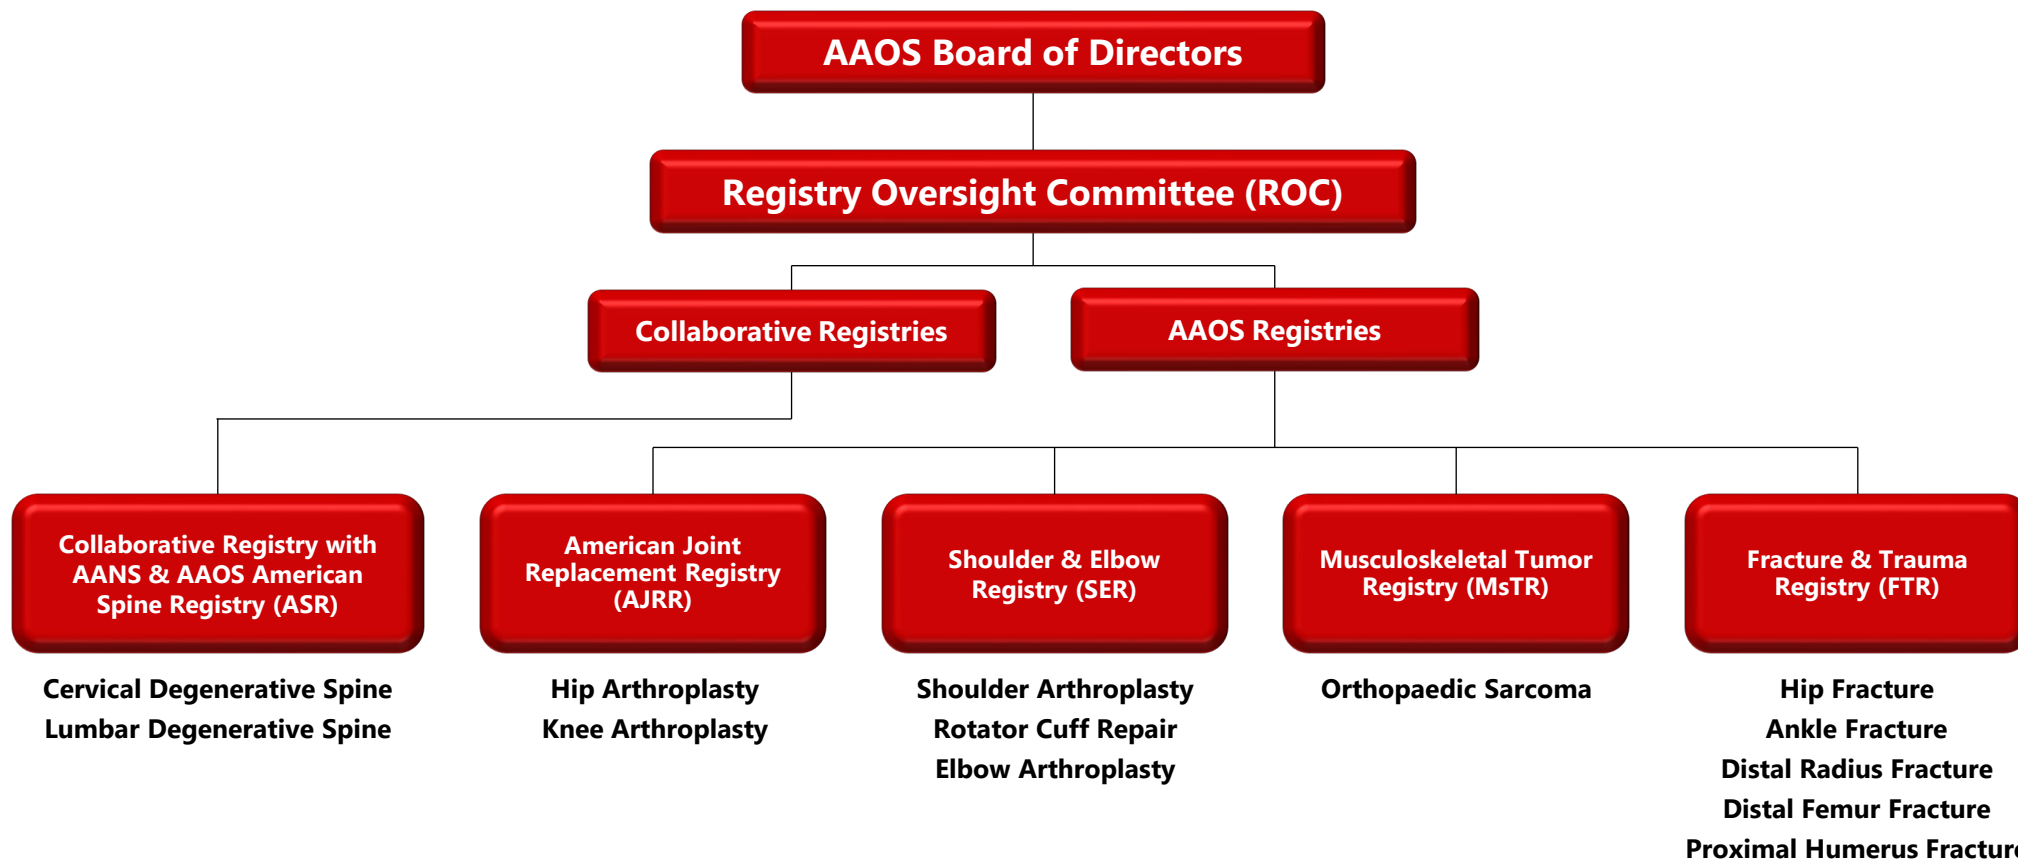 AAOS Board of Directors
Registry Oversight Committee (ROC)
Collaborative Registries
AAOS Registries
Collaborative Registry with
AANS & AAOS American
Spine Registry (ASR)
Cervical Degenerative Spine
Lumbar Degenerative Spine
American Joint
Replacement Registry
(AJRR)
Hip Arthroplasty
Knee Arthroplasty
Shoulder & Elbow
Registry (SER)
Shoulder Arthroplasty
Rotator Cuff Repair
Elbow Arthroplasty
Musculoskeletal Tumor
Registry (MsTR)
Orthopaedic Sarcoma
Fracture & Trauma
Registry (FTR)
Hip Fracture
Ankle Fracture
Distal Radius Fracture
Distal Femur Fracture
Proximal Humerus Fracture